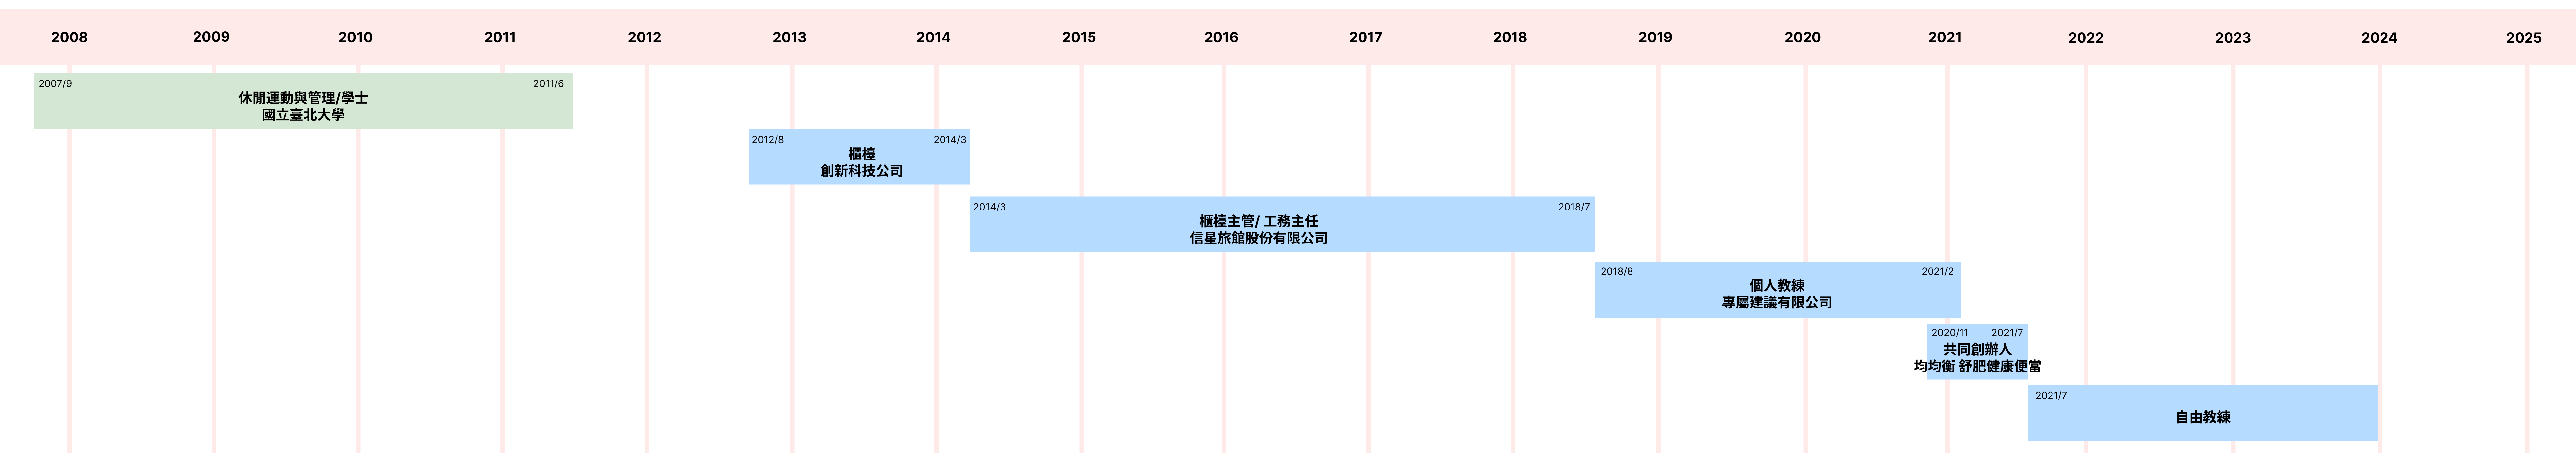 2008 2009 2010 2011 2012 2013 2014 2015 2016 2017 2018 2019 2020 2021 2022 2023 2024 2025
2007/9 2011/6
休閒運動與管理/學士
國立臺北大學
2012/8 2014/3
櫃檯
創新科技公司
2014/3 2018/7
櫃檯主管/ 工務主任
信星旅館股份有限公司
2018/8 2021/2
個人教練
專屬建議有限公司
2020/11 2021/7
共同創辦人
均均衡 舒肥健康便當
2021/7
自由教練